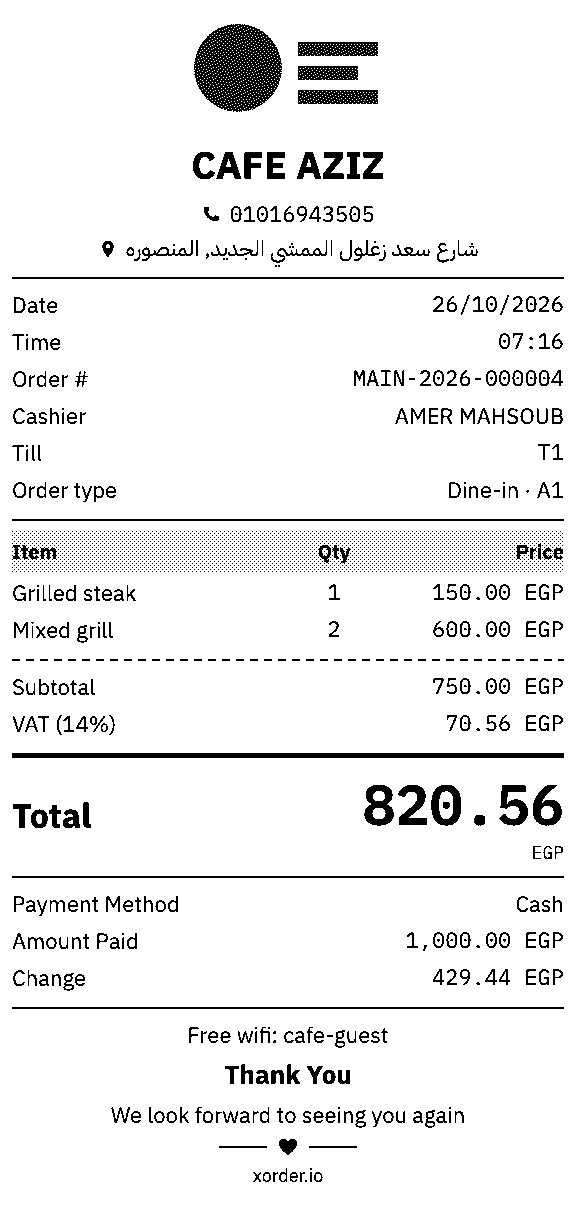 CAFE AZIZ
01016943505
شارع سعد زغلول الممشي الجديد, المنصوره
Date 26/10/2026
Time 07:16
Order # MAIN-2026-000004
Cashier AMER MAHSOUB
Till T1
Order type Dine-in · A1
Item Qty Price
Grilled steak 1 150.00 EGP
Mixed grill 2 600.00 EGP
Subtotal 750.00 EGP
VAT (14%) 70.56 EGP
Total 820.56
EGP
Payment Method Cash
Amount Paid 1,000.00 EGP
Change 429.44 EGP
Free wifi: cafe-guest
Thank You
We look forward to seeing you again
xorder.io